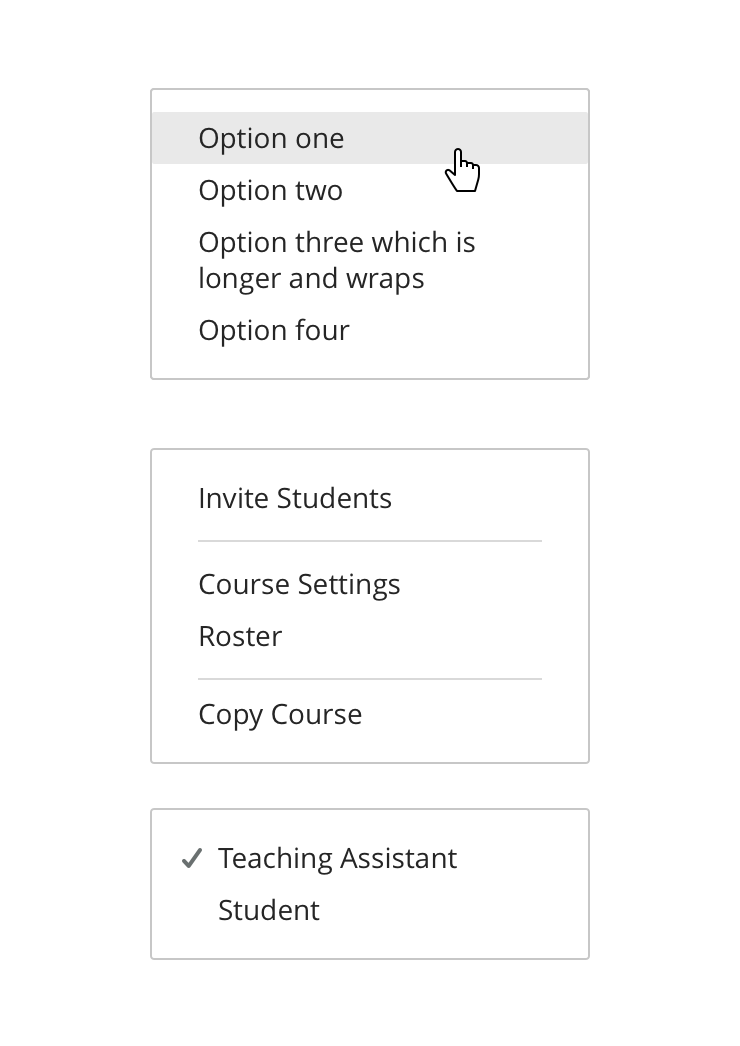 Option one
Option two
Option three which is
longer and wraps
Option four
Invite Students
Course Settings
Roster
Copy Course
Teaching Assistant
Student